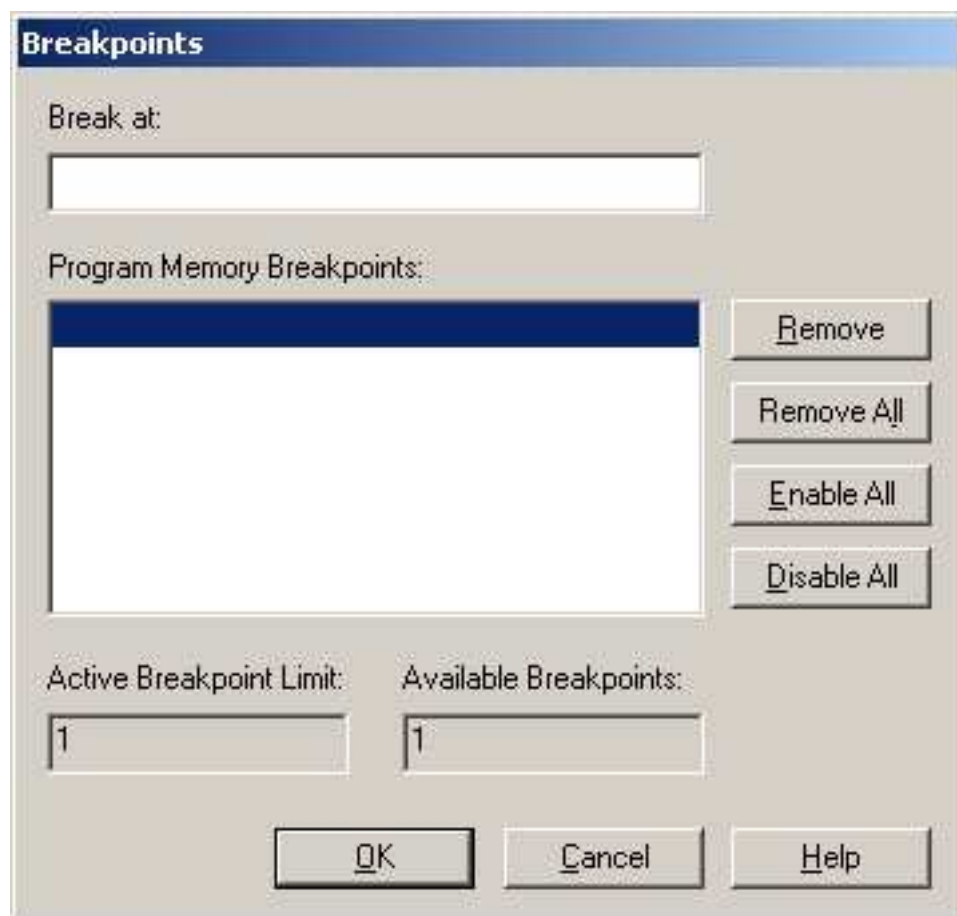 Breakpoints
Break at:
Program Memory Breakpoints:
Remove
Remove All
Enable All
Disable All
Active Breakpoint Limit: Available Breakpoints:
1 1
OK Cancel Help